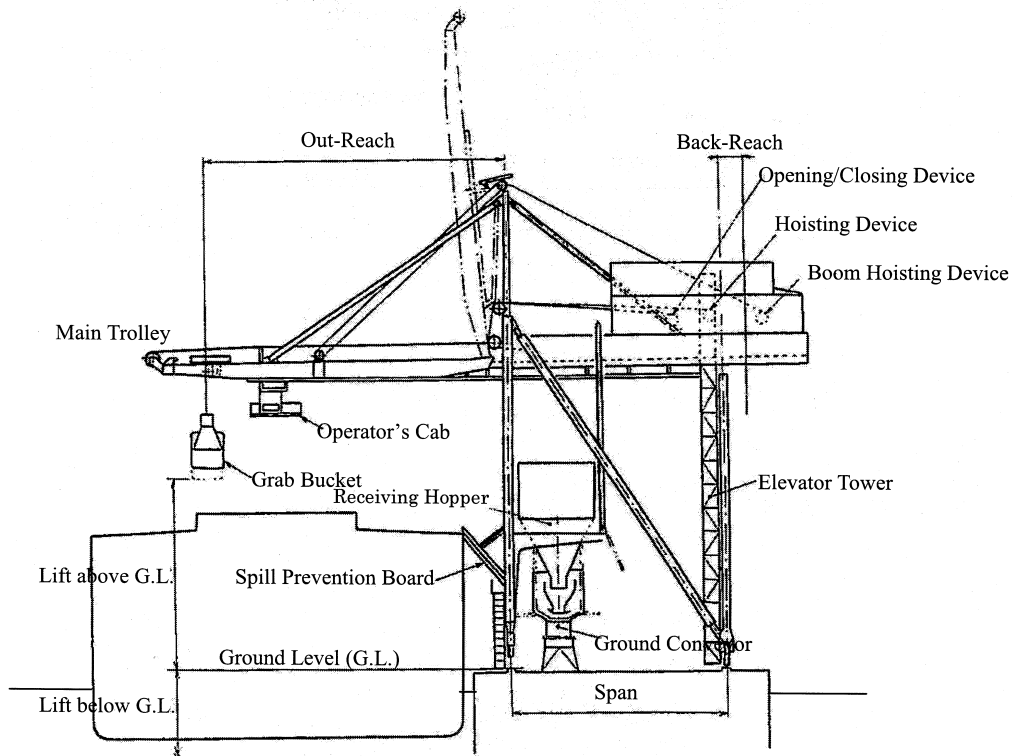 Out-Reach
Back-Reach
Opening/Closing Device
Hoisting Device
Boom Hoisting Device
Main Trolley
Operator's Cab
Grab Bucket
Receiving Hopper
Elevator Tower
Lift above G.L.
Spill Prevention Board
Ground Conveyor
Ground Level (G.L.)
Span
Lift below G.L.